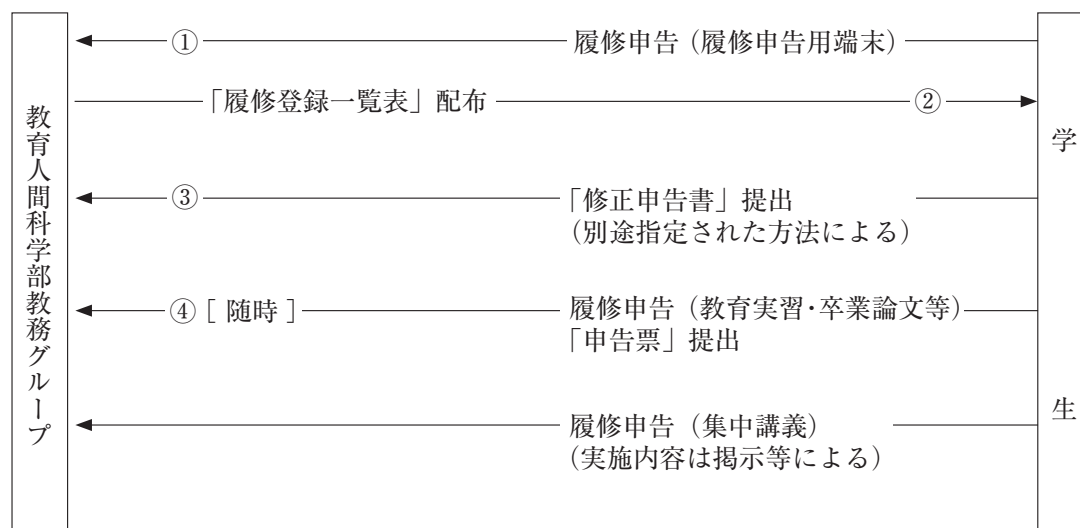 ① 履修申告(履修申告用端末)
「履修登録一覧表」配布 ②
③ 「修正申告書」提出
(別途指定された方法による)
④[ 随時 ] 履修申告(教育実習・卒業論文等)
「申告票」提出
履修申告(集中講義)
(実施内容は掲示等による)
教育人間科学部教務グループ
学生